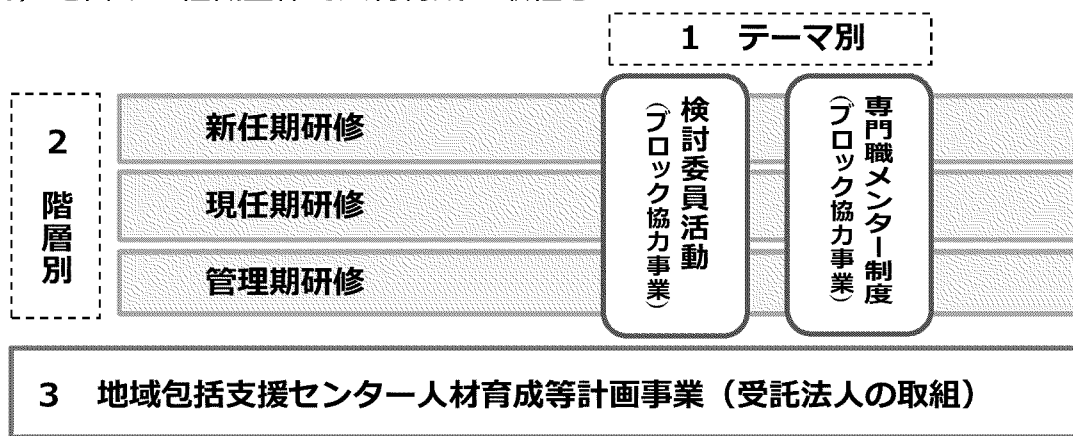 1 テーマ別
2
階層別
新任期研修
現任期研修
管理期研修
検討委員活動
(ブロック協力事業)
専門職メンター制度
(ブロック協力事業)
3 地域包括支援センター人材育成等計画事業（受託法人の取組）